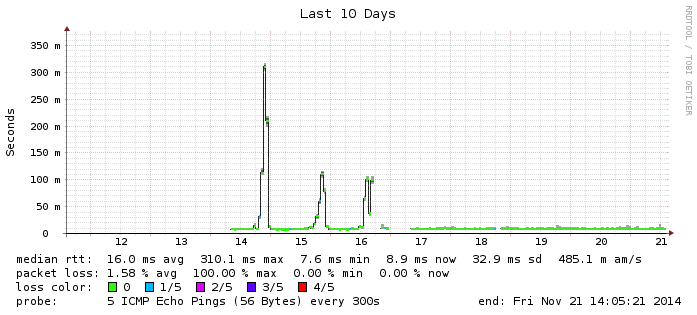 Last 10 Days
RRDTOOL / TOBI OETIKER
Seconds
350 m
300 m
250 m
200 m
150 m
100 m
50 m
0
12 13 14 15 16 17 18 19 20 21
median rtt: 16.0 ms avg 310.1 ms max 7.6 ms min 8.9 ms now 32.9 ms sd 485.1 m am/s
packet loss: 1.58 % avg 100.00 % max 0.00 % min 0.00 % now
loss color: 0 1/5 2/5 3/5 4/5
probe: 5 ICMP Echo Pings (56 Bytes) every 300s end: Fri Nov 21 14:05:21 2014